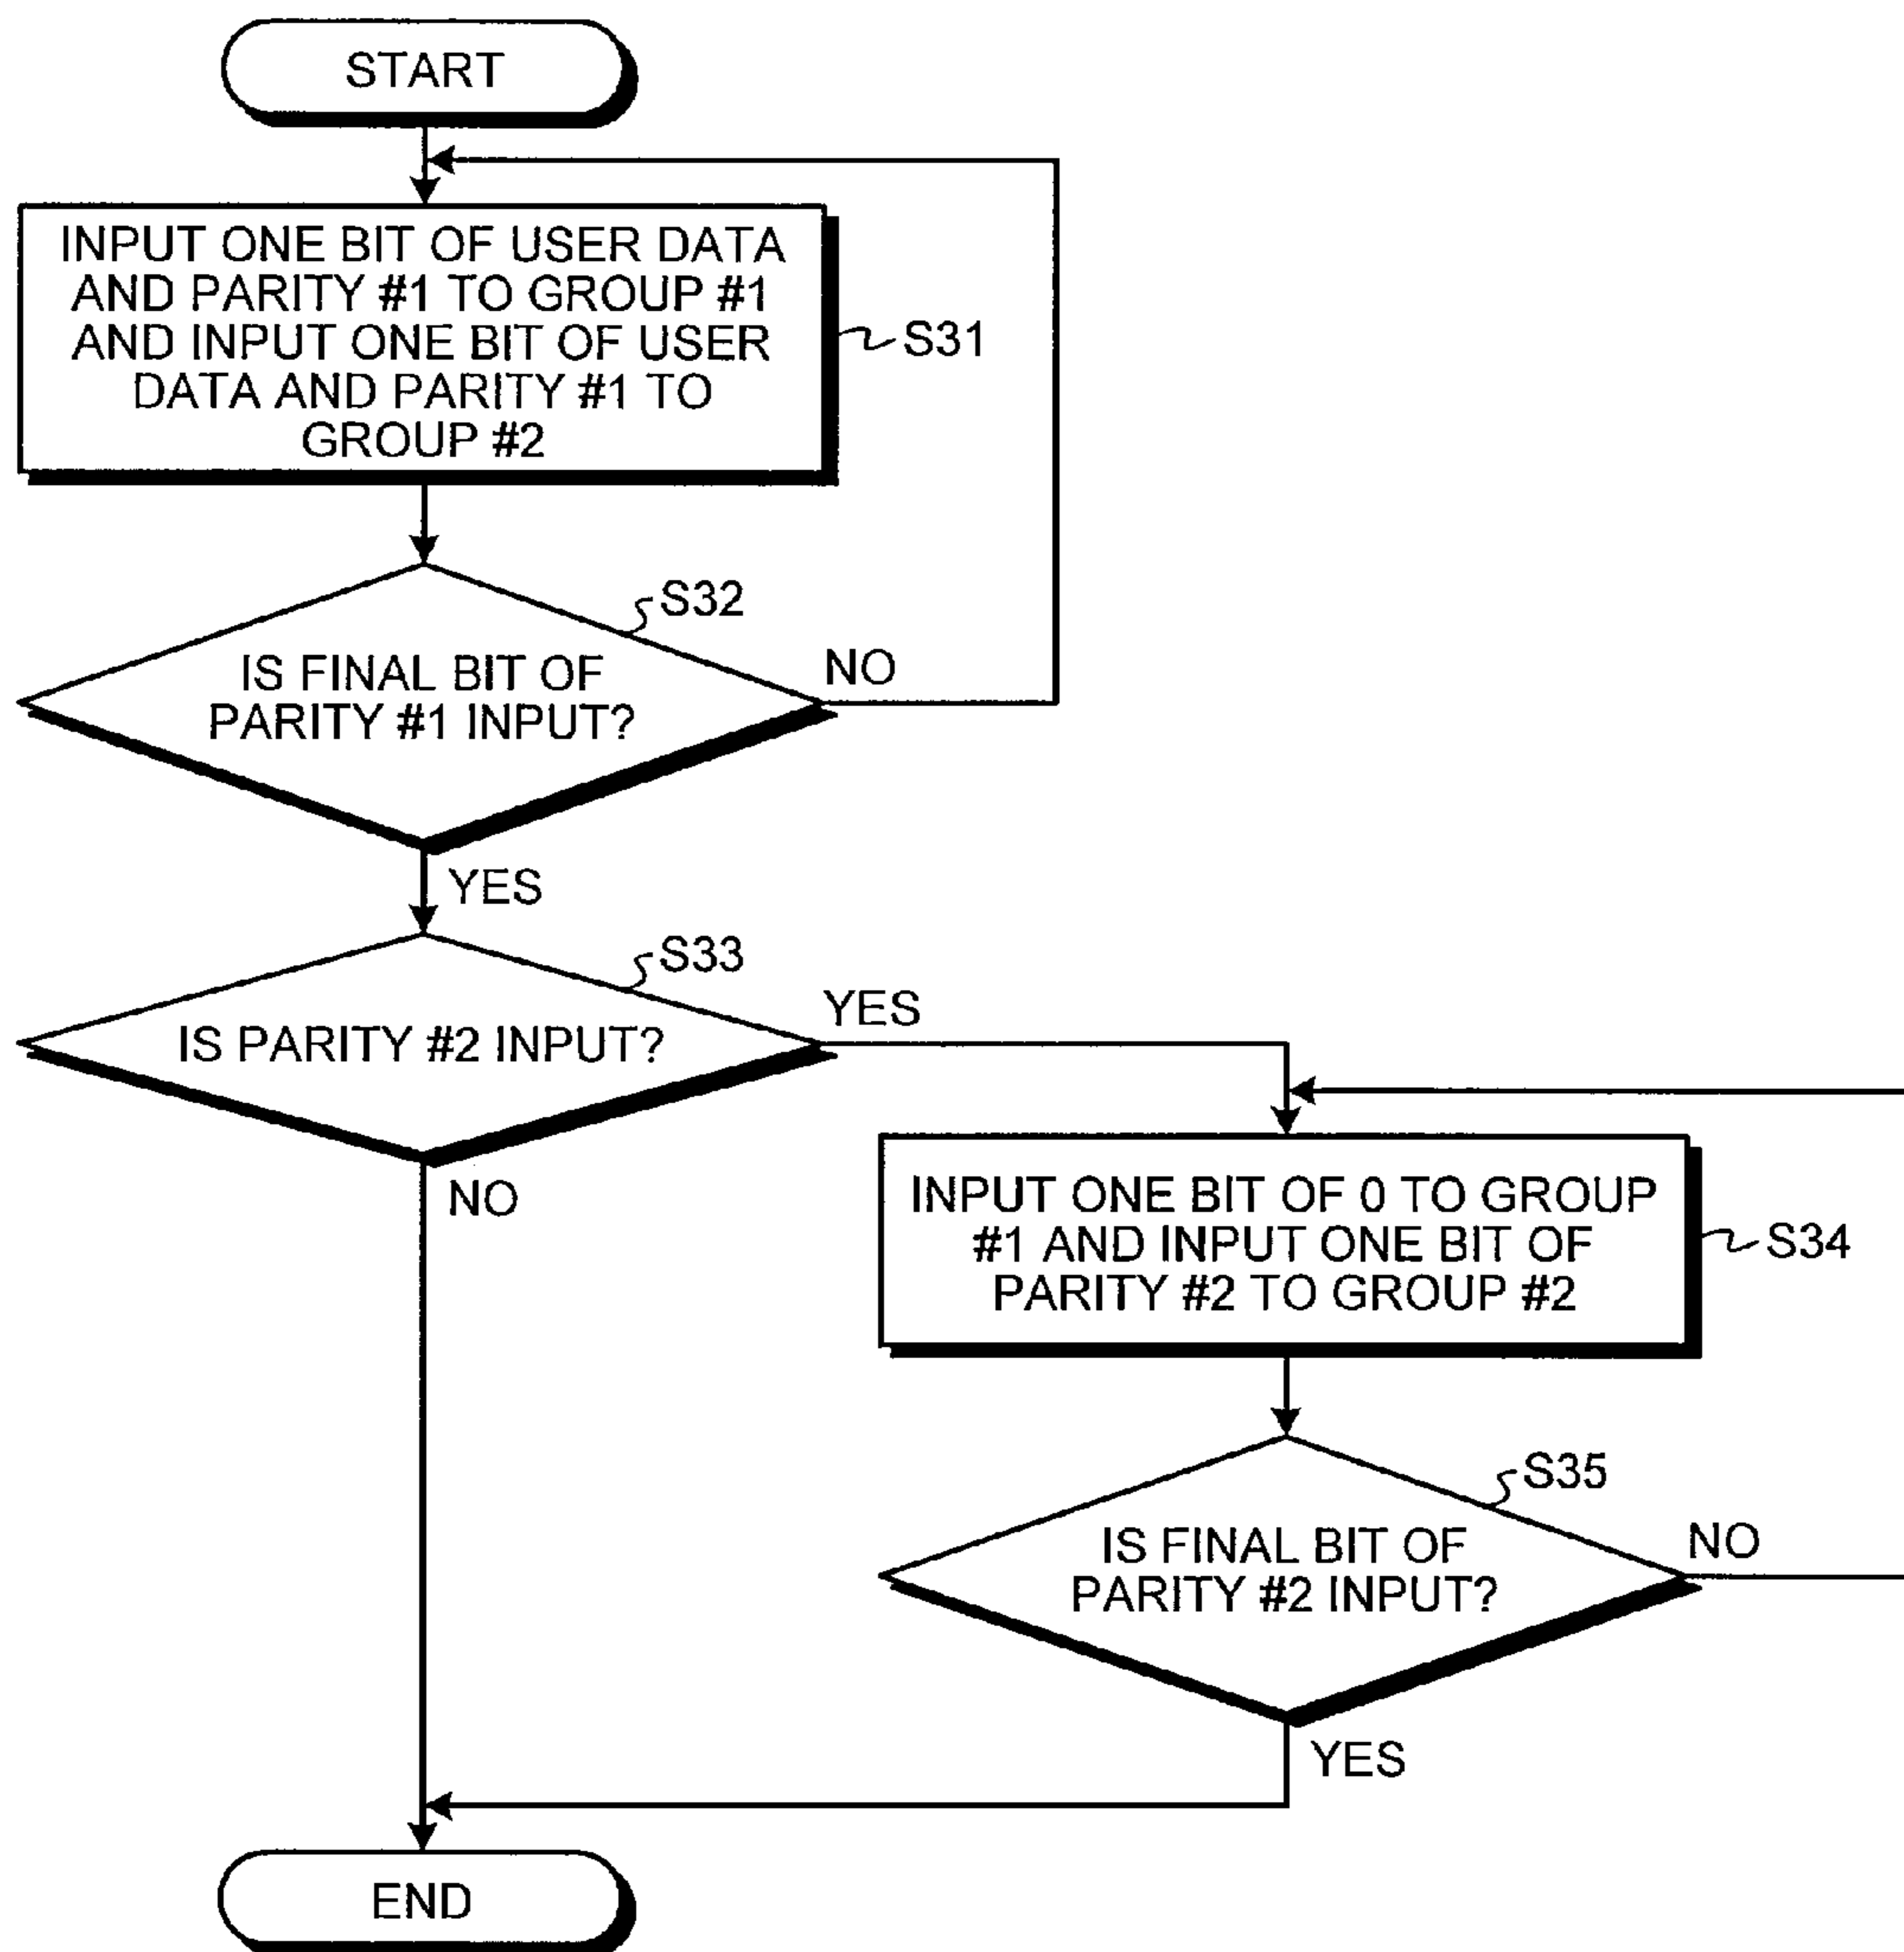 START
INPUT ONE BIT OF USER DATA
AND PARITY #1 TO GROUP #1
AND INPUT ONE BIT OF USER
DATA AND PARITY #1 TO
GROUP #2
S31
S32
IS FINAL BIT OF
PARITY #1 INPUT?
NO
YES
S33
IS PARITY #2 INPUT?
YES
NO
INPUT ONE BIT OF 0 TO GROUP
#1 AND INPUT ONE BIT OF
PARITY #2 TO GROUP #2
S34
S35
IS FINAL BIT OF
PARITY #2 INPUT?
NO
YES
END